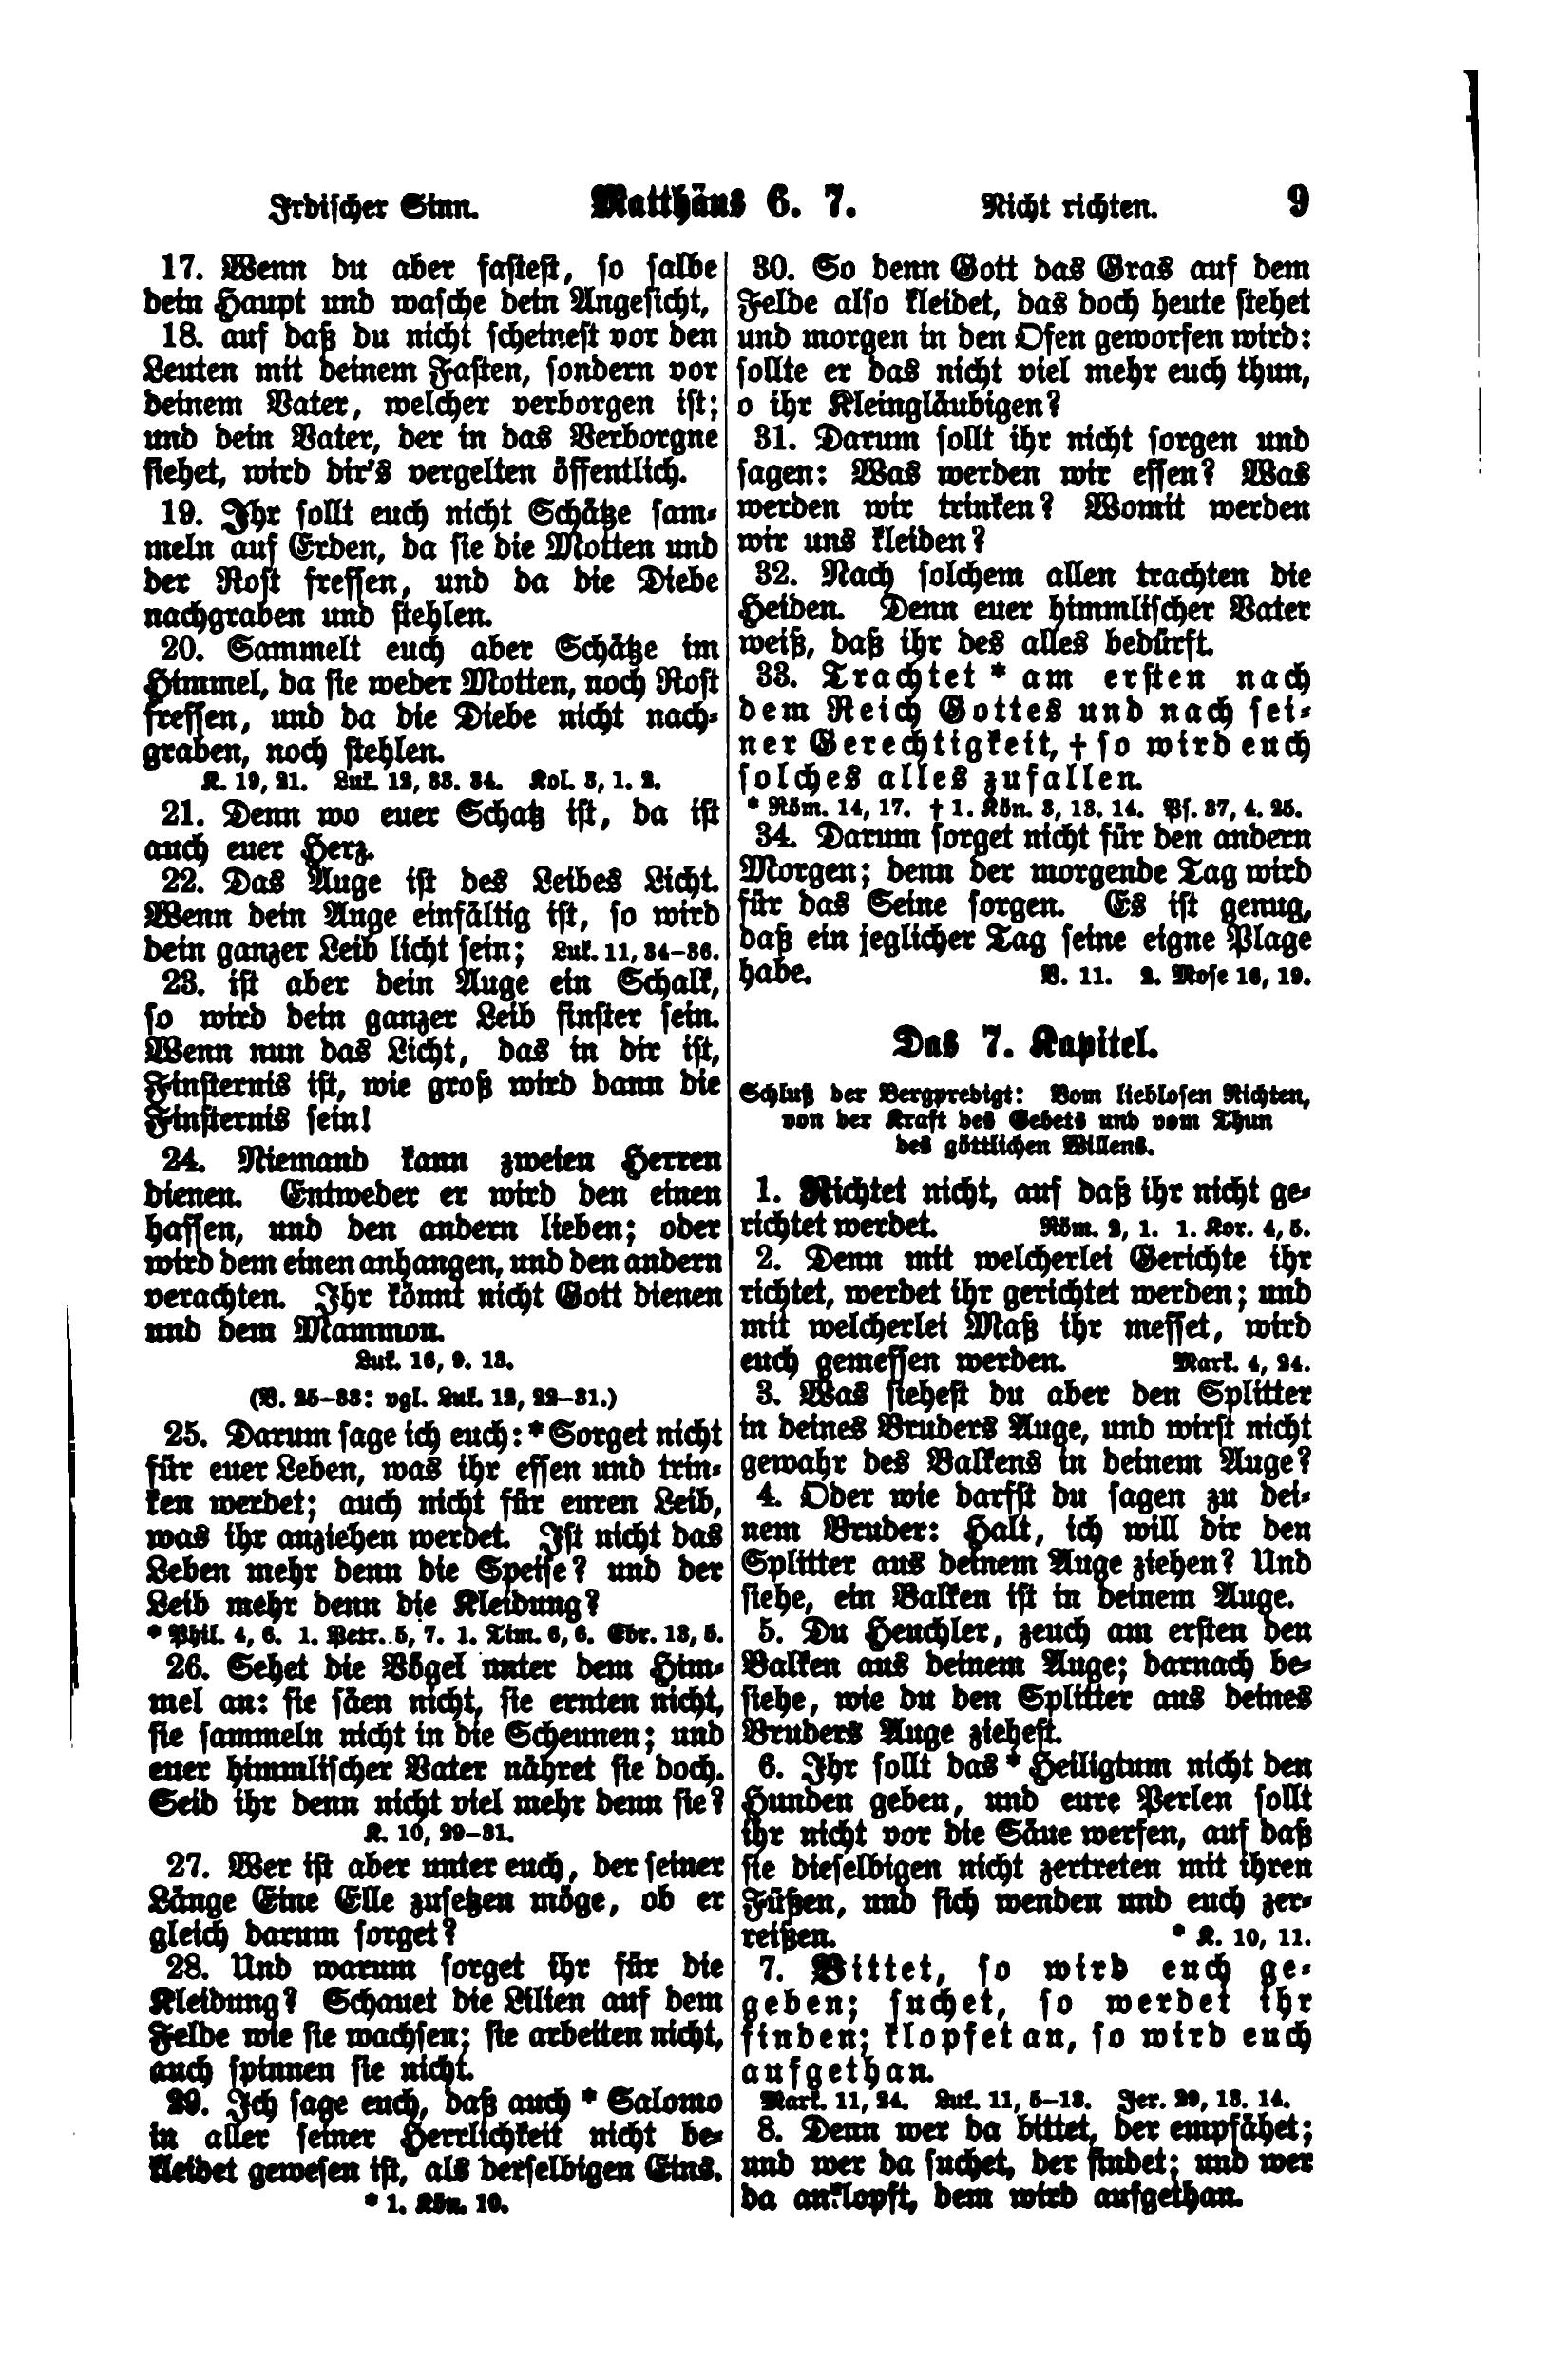 Irdischer Sinn. Matthäus 6. 7. Nicht richten. 9
17. Wenn du aber fastest, so salbe
dein Haupt und wasche dein Angesicht,
18. auf daß du nicht scheinest vor den
Leuten mit deinem Fasten, sondern vor
deinem Vater, welcher verborgen ist;
und dein Vater, der in das Verborgne
siehet, wird dir's vergelten öffentlich.
19. Ihr sollt euch nicht Schätze sam-
meln auf Erden, da sie die Motten und
der Rost fressen, und da die Diebe
nachgraben und stehlen.
20. Sammelt euch aber Schätze im
Himmel, da sie weder Motten, noch Rost
fressen, und da die Diebe nicht nach-
graben, noch stehlen.
K. 19, 21. Luk. 12, 33. 34. Kol. 3, 1. 2.
21. Denn wo euer Schatz ist, da ist
auch euer Herz.
22. Das Auge ist des Leibes Licht.
Wenn dein Auge einfältig ist, so wird
dein ganzer Leib licht sein; Luk. 11, 34–36.
23. ist aber dein Auge ein Schalk,
so wird dein ganzer Leib finster sein.
Wenn nun das Licht, das in dir ist,
Finsternis ist, wie groß wird dann die
Finsternis sein!
24. Niemand kann zweien Herren
dienen. Entweder er wird den einen
hassen, und den andern lieben; oder
wird dem einen anhangen, und den andern
verachten. Ihr könnt nicht Gott dienen
und dem Mammon.
Luk. 16, 9. 13.
(V. 25–33: vgl. Luk. 12, 22–31.)
25. Darum sage ich euch: * Sorget nicht
für euer Leben, was ihr essen und trin-
ken werdet; auch nicht für euren Leib,
was ihr anziehen werdet. Ist nicht das
Leben mehr denn die Speise? und der
Leib mehr denn die Kleidung?
* Phil. 4, 6. 1. Petr. 5, 7. 1. Tim. 6, 6. Ebr. 13, 5.
26. Sehet die Vögel unter dem Him-
mel an: sie säen nicht, sie ernten nicht,
sie sammeln nicht in die Scheunen; und
euer himmlischer Vater nähret sie doch.
Seid ihr denn nicht viel mehr denn sie?
K. 10, 29–31.
27. Wer ist aber unter euch, der seiner
Länge Eine Elle zusetzen möge, ob er
gleich darum sorget?
28. Und warum sorget ihr für die
Kleidung? Schauet die Lilien auf dem
Felde wie sie wachsen; sie arbeiten nicht,
auch spinnen sie nicht.
29. Ich sage euch, daß auch * Salomo
in aller seiner Herrlichkeit nicht be-
kleidet gewesen ist, als derselbigen Eins.
* 1. Kön. 10.
30. So denn Gott das Gras auf dem
Felde also kleidet, das doch heute stehet
und morgen in den Ofen geworfen wird:
sollte er das nicht viel mehr euch thun,
o ihr Kleingläubigen?
31. Darum sollt ihr nicht sorgen und
sagen: Was werden wir essen? Was
werden wir trinken? Womit werden
wir uns kleiden?
32. Nach solchem allen trachten die
Heiden. Denn euer himmlischer Vater
weiß, daß ihr des alles bedürft.
33. Trachtet * am ersten nach
dem Reich Gottes und nach sei-
ner Gerechtigkeit, † so wird euch
solches alles zufallen.
* Röm. 14, 17. † 1. Kön. 3, 13. 14. Ps. 37, 4. 25.
34. Darum sorget nicht für den andern
Morgen; denn der morgende Tag wird
für das Seine sorgen. Es ist genug,
daß ein jeglicher Tag seine eigne Plage
habe. V. 11. 2. Mose 16, 19.
Das 7. Kapitel.
Schluß der Bergpredigt: Vom lieblosen Richten,
von der Kraft des Gebets und vom Thun
des göttlichen Willens.
1. Richtet nicht, auf daß ihr nicht ge-
richtet werdet. Röm. 2, 1. 1. Kor. 4, 5.
2. Denn mit welcherlei Gerichte ihr
richtet, werdet ihr gerichtet werden; und
mit welcherlei Maß ihr messet, wird
euch gemessen werden. Mark. 4, 24.
3. Was siehest du aber den Splitter
in deines Bruders Auge, und wirst nicht
gewahr des Balkens in deinem Auge?
4. Oder wie darfst du sagen zu dei-
nem Bruder: Halt, ich will dir den
Splitter aus deinem Auge ziehen? Und
siehe, ein Balken ist in deinem Auge.
5. Du Heuchler, zeuch am ersten den
Balken aus deinem Auge; darnach be-
siehe, wie du den Splitter aus deines
Bruders Auge ziehest.
6. Ihr sollt das * Heiligtum nicht den
Hunden geben, und eure Perlen sollt
ihr nicht vor die Säue werfen, auf daß
sie dieselbigen nicht zertreten mit ihren
Füßen, und sich wenden und euch zer-
reißen. * K. 10, 11.
7. Bittet, so wird euch ge-
geben; suchet, so werdet ihr
finden; klopfet an, so wird euch
aufgethan.
Mark. 11, 24. Luk. 11, 5–13. Jer. 29, 13. 14.
8. Denn wer da bittet, der empfähet;
und wer da suchet, der findet; und wer
da anklopft, dem wird aufgethan.